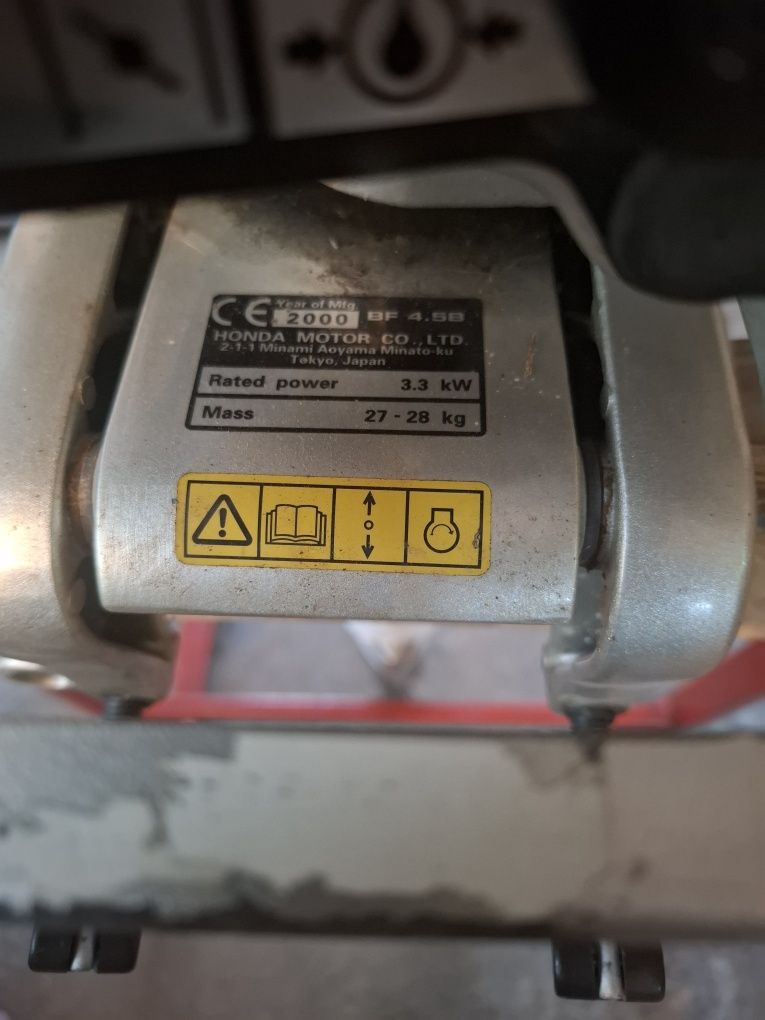 CE Year of Mfg.
2000 BF 4.5B
HONDA MOTOR CO.,LTD.
2-1-1 Minami Aoyama Minato-ku
Tokyo, Japan
Rated power 3.3 kW
Mass 27-28 kg